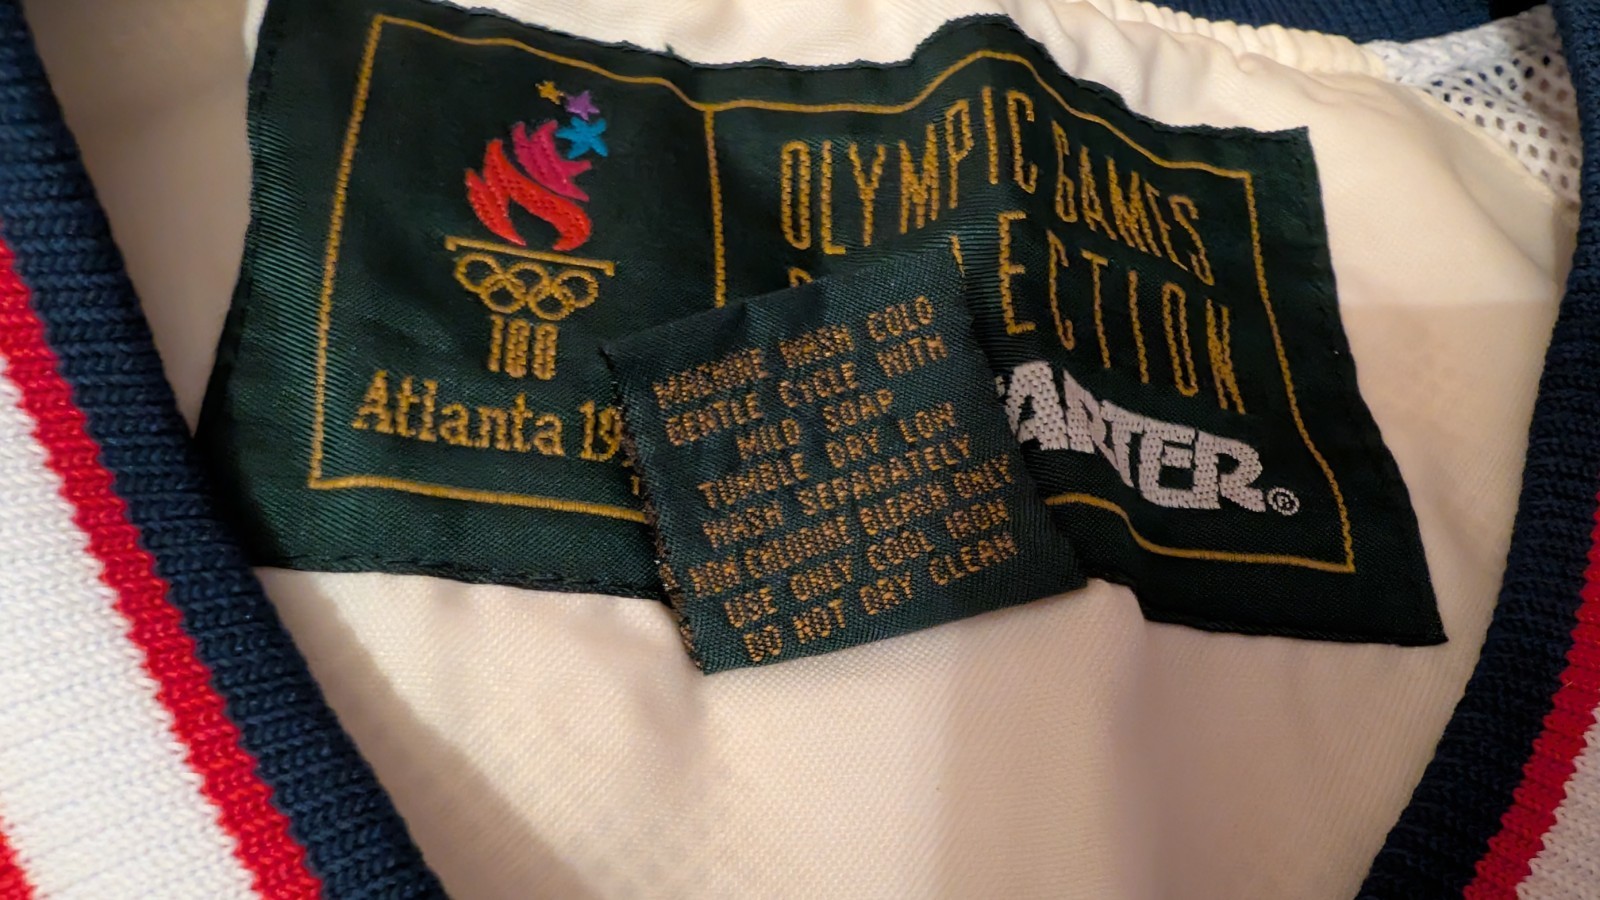 OLYMPIC GAMES
LECTION
100
Atlanta 19
ARTER®
MACHINE WASH COLD
GENTLE CYCLE WITH
MILD SOAP
TUMBLE DRY LOW
WASH SEPARATELY
NON CHLORINE BLEACH ONLY
USE ONLY COOL IRON
DO NOT DRY CLEAN